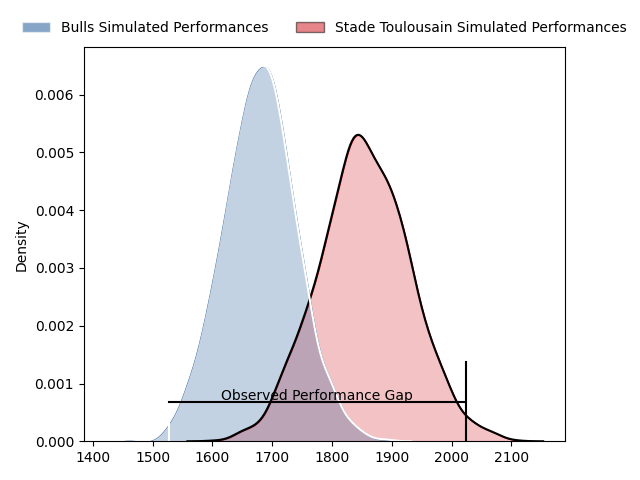 Bulls Simulated Performances
Stade Toulousain Simulated Performances
Density
0.006
0.005
0.004
0.003
0.002
0.001
0.000
Observed Performance Gap
1400 1500 1600 1700 1800 1900 2000 2100